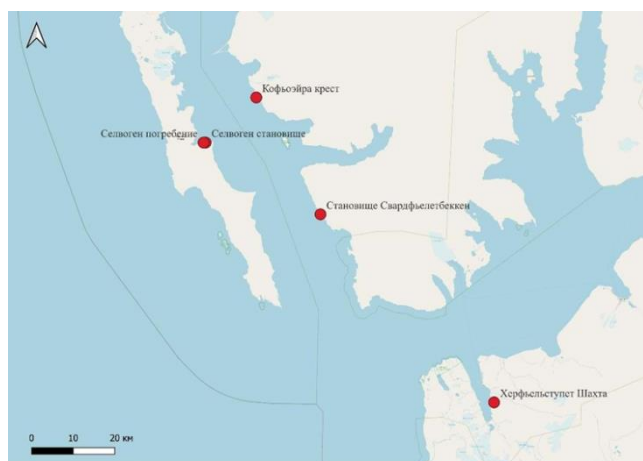 Кофьоэйра крест
Селвоген погребение Селвоген становище
Становище Свардфьелетбеккен
Херфьельступет Шахта
0 10 20 км